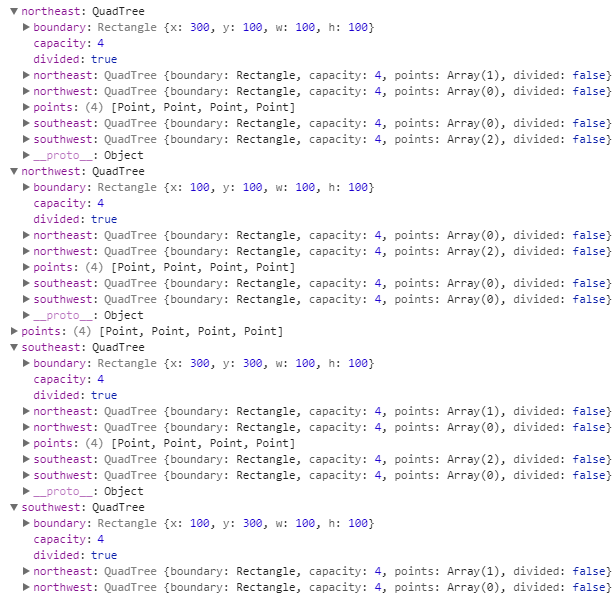 ▼ northeast: QuadTree
▶ boundary: Rectangle {x: 300, y: 100, w: 100, h: 100}
capacity: 4
divided: true
▶ northeast: QuadTree {boundary: Rectangle, capacity: 4, points: Array(1), divided: false}
▶ northwest: QuadTree {boundary: Rectangle, capacity: 4, points: Array(0), divided: false}
▶ points: (4) [Point, Point, Point, Point]
▶ southeast: QuadTree {boundary: Rectangle, capacity: 4, points: Array(0), divided: false}
▶ southwest: QuadTree {boundary: Rectangle, capacity: 4, points: Array(2), divided: false}
▶ __proto__: Object
▼ northwest: QuadTree
▶ boundary: Rectangle {x: 100, y: 100, w: 100, h: 100}
capacity: 4
divided: true
▶ northeast: QuadTree {boundary: Rectangle, capacity: 4, points: Array(0), divided: false}
▶ northwest: QuadTree {boundary: Rectangle, capacity: 4, points: Array(2), divided: false}
▶ points: (4) [Point, Point, Point, Point]
▶ southeast: QuadTree {boundary: Rectangle, capacity: 4, points: Array(0), divided: false}
▶ southwest: QuadTree {boundary: Rectangle, capacity: 4, points: Array(0), divided: false}
▶ __proto__: Object
▶ points: (4) [Point, Point, Point, Point]
▼ southeast: QuadTree
▶ boundary: Rectangle {x: 300, y: 300, w: 100, h: 100}
capacity: 4
divided: true
▶ northeast: QuadTree {boundary: Rectangle, capacity: 4, points: Array(1), divided: false}
▶ northwest: QuadTree {boundary: Rectangle, capacity: 4, points: Array(0), divided: false}
▶ points: (4) [Point, Point, Point, Point]
▶ southeast: QuadTree {boundary: Rectangle, capacity: 4, points: Array(2), divided: false}
▶ southwest: QuadTree {boundary: Rectangle, capacity: 4, points: Array(0), divided: false}
▶ __proto__: Object
▼ southwest: QuadTree
▶ boundary: Rectangle {x: 100, y: 300, w: 100, h: 100}
capacity: 4
divided: true
▶ northeast: QuadTree {boundary: Rectangle, capacity: 4, points: Array(1), divided: false}
▶ northwest: QuadTree {boundary: Rectangle, capacity: 4, points: Array(0), divided: false}